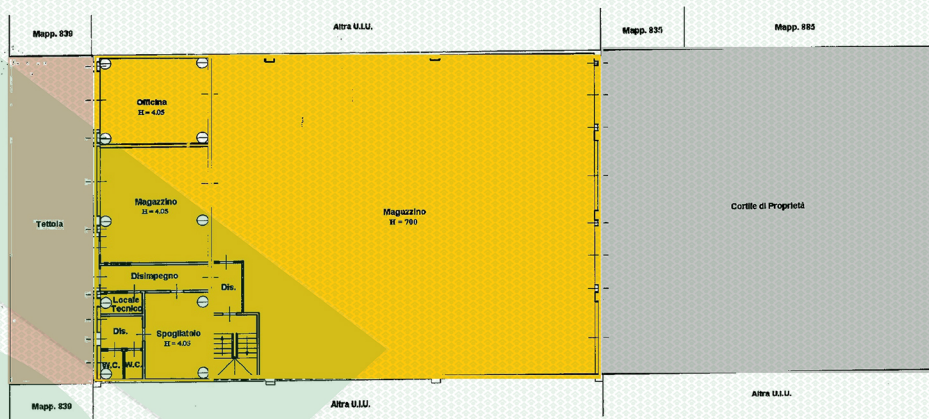 Mapp. 839
Altra U.I.U.
Mapp. 835
Mapp. 885
Officina
H = 4.05
Magazzino
H = 4.05
Maguzzino
H = 700
Tettoia
Cortile di Proprietà
Disimpegno
Dis.
Locale
Tecnico
Dis.
Spogliatoio
H = 4.05
W.C.
W.C.
Mapp. 839
Altra U.I.U.
Altra U.I.U.